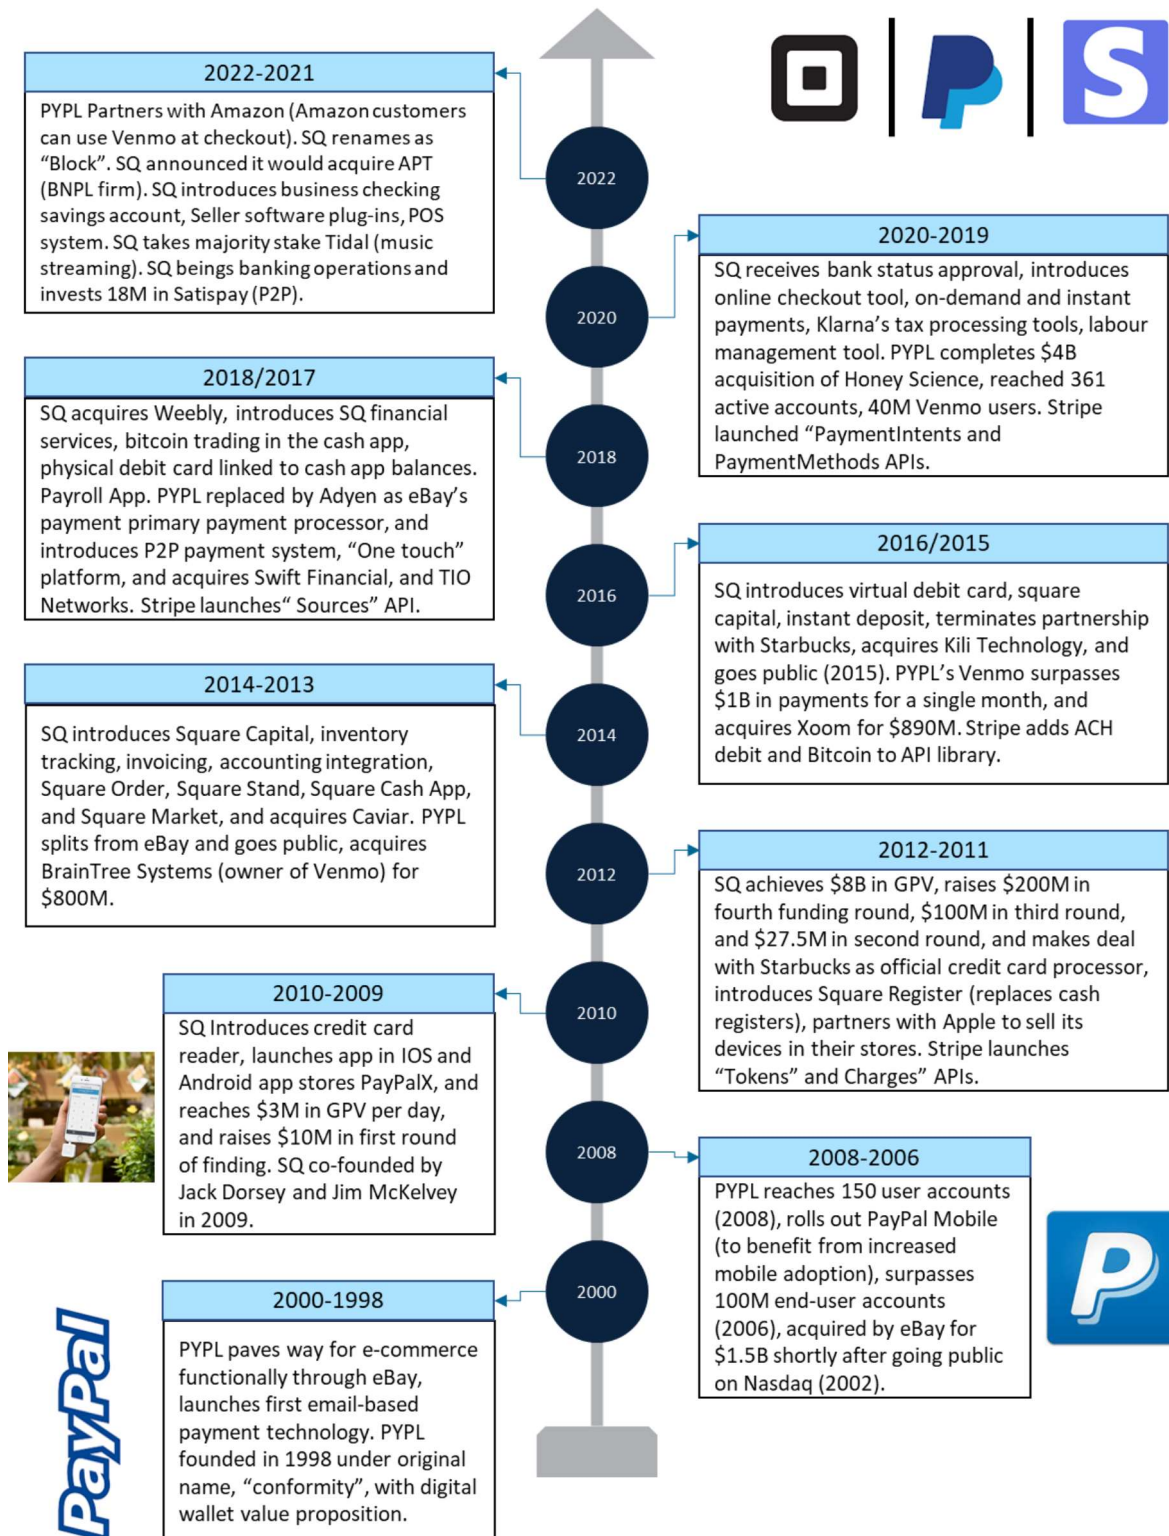 2022-2021
PYPL Partners with Amazon (Amazon customers
can use Venmo at checkout). SQ renames as
“Block”. SQ announced it would acquire APT
(BNPL firm). SQ introduces business checking
savings account, Seller software plug-ins, POS
system. SQ takes majority stake Tidal (music
streaming). SQ beings banking operations and
invests 18M in Satispay (P2P).
2022
S
2020-2019
SQ receives bank status approval, introduces
online checkout tool, on-demand and instant
payments, Klarna’s tax processing tools, labour
management tool. PYPL completes $4B
acquisition of Honey Science, reached 361
active accounts, 40M Venmo users. Stripe
launched “PaymentIntents and
PaymentMethods APIs.
2020
2018/2017
SQ acquires Weebly, introduces SQ financial
services, bitcoin trading in the cash app,
physical debit card linked to cash app balances.
Payroll App. PYPL replaced by Adyen as eBay’s
payment primary payment processor, and
introduces P2P payment system, “One touch”
platform, and acquires Swift Financial, and TIO
Networks. Stripe launches“ Sources” API.
2018
2016/2015
SQ introduces virtual debit card, square
capital, instant deposit, terminates partnership
with Starbucks, acquires Kili Technology, and
goes public (2015). PYPL’s Venmo surpasses
$1B in payments for a single month, and
acquires Xoom for $890M. Stripe adds ACH
debit and Bitcoin to API library.
2016
2014-2013
SQ introduces Square Capital, inventory
tracking, invoicing, accounting integration,
Square Order, Square Stand, Square Cash App,
and Square Market, and acquires Caviar. PYPL
splits from eBay and goes public, acquires
BrainTree Systems (owner of Venmo) for
$800M.
2014
2012-2011
SQ achieves $8B in GPV, raises $200M in
fourth funding round, $100M in third round,
and $27.5M in second round, and makes deal
with Starbucks as official credit card processor,
introduces Square Register (replaces cash
registers), partners with Apple to sell its
devices in their stores. Stripe launches
“Tokens” and Charges” APIs.
2012
2010-2009
SQ Introduces credit card
reader, launches app in IOS and
Android app stores PayPalX, and
reaches $3M in GPV per day,
and raises $10M in first round
of finding. SQ co-founded by
Jack Dorsey and Jim McKelvey
in 2009.
2010
2008-2006
PYPL reaches 150 user accounts
(2008), rolls out PayPal Mobile
(to benefit from increased
mobile adoption), surpasses
100M end-user accounts
(2006), acquired by eBay for
$1.5B shortly after going public
on Nasdaq (2002).
2008
P
2000-1998
PYPL paves way for e-commerce
functionally through eBay,
launches first email-based
payment technology. PYPL
founded in 1998 under original
name, “conformity”, with digital
wallet value proposition.
2000
PayPal